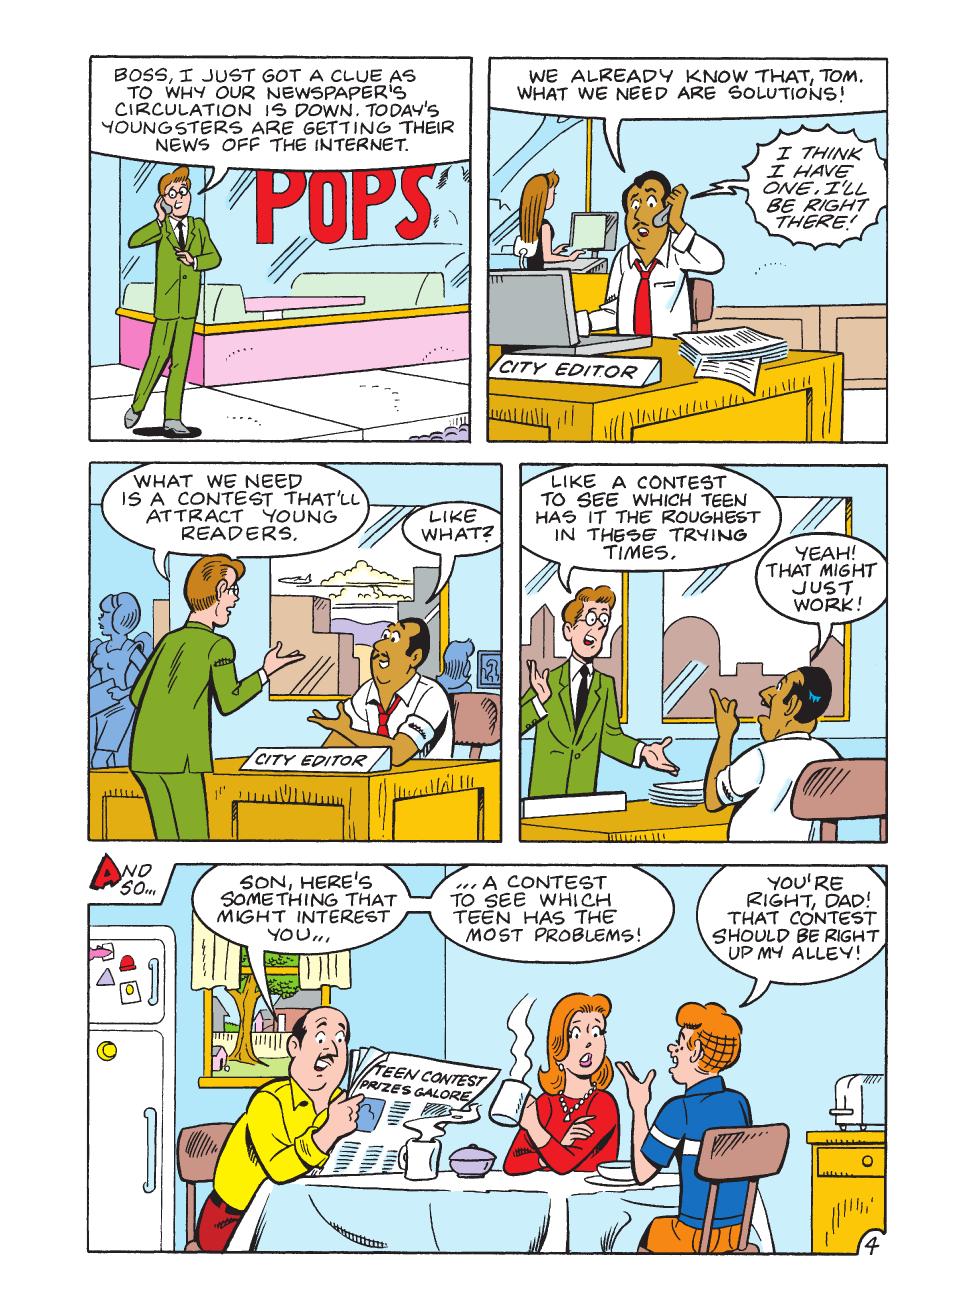 BOSS, I JUST GOT A CLUE AS
TO WHY OUR NEWSPAPER'S
CIRCULATION IS DOWN. TODAY'S
YOUNGSTERS ARE GETTING THEIR
NEWS OFF THE INTERNET.
POPS
WE ALREADY KNOW THAT, TOM.
WHAT WE NEED ARE SOLUTIONS!
I THINK
I HAVE
ONE. I'LL
BE RIGHT
THERE!
CITY EDITOR
WHAT WE NEED
IS A CONTEST THAT'LL
ATTRACT YOUNG
READERS.
LIKE
WHAT?
CITY EDITOR
LIKE A CONTEST
TO SEE WHICH TEEN
HAS IT THE ROUGHEST
IN THESE TRYING
TIMES.
YEAH!
THAT MIGHT
JUST
WORK!
AND
SO...
SON, HERE'S
SOMETHING THAT
MIGHT INTEREST
YOU...
...A CONTEST
TO SEE WHICH
TEEN HAS THE
MOST PROBLEMS!
YOU'RE
RIGHT, DAD!
THAT CONTEST
SHOULD BE RIGHT
UP MY ALLEY!
TEEN CONTEST
PRIZES GALORE
4